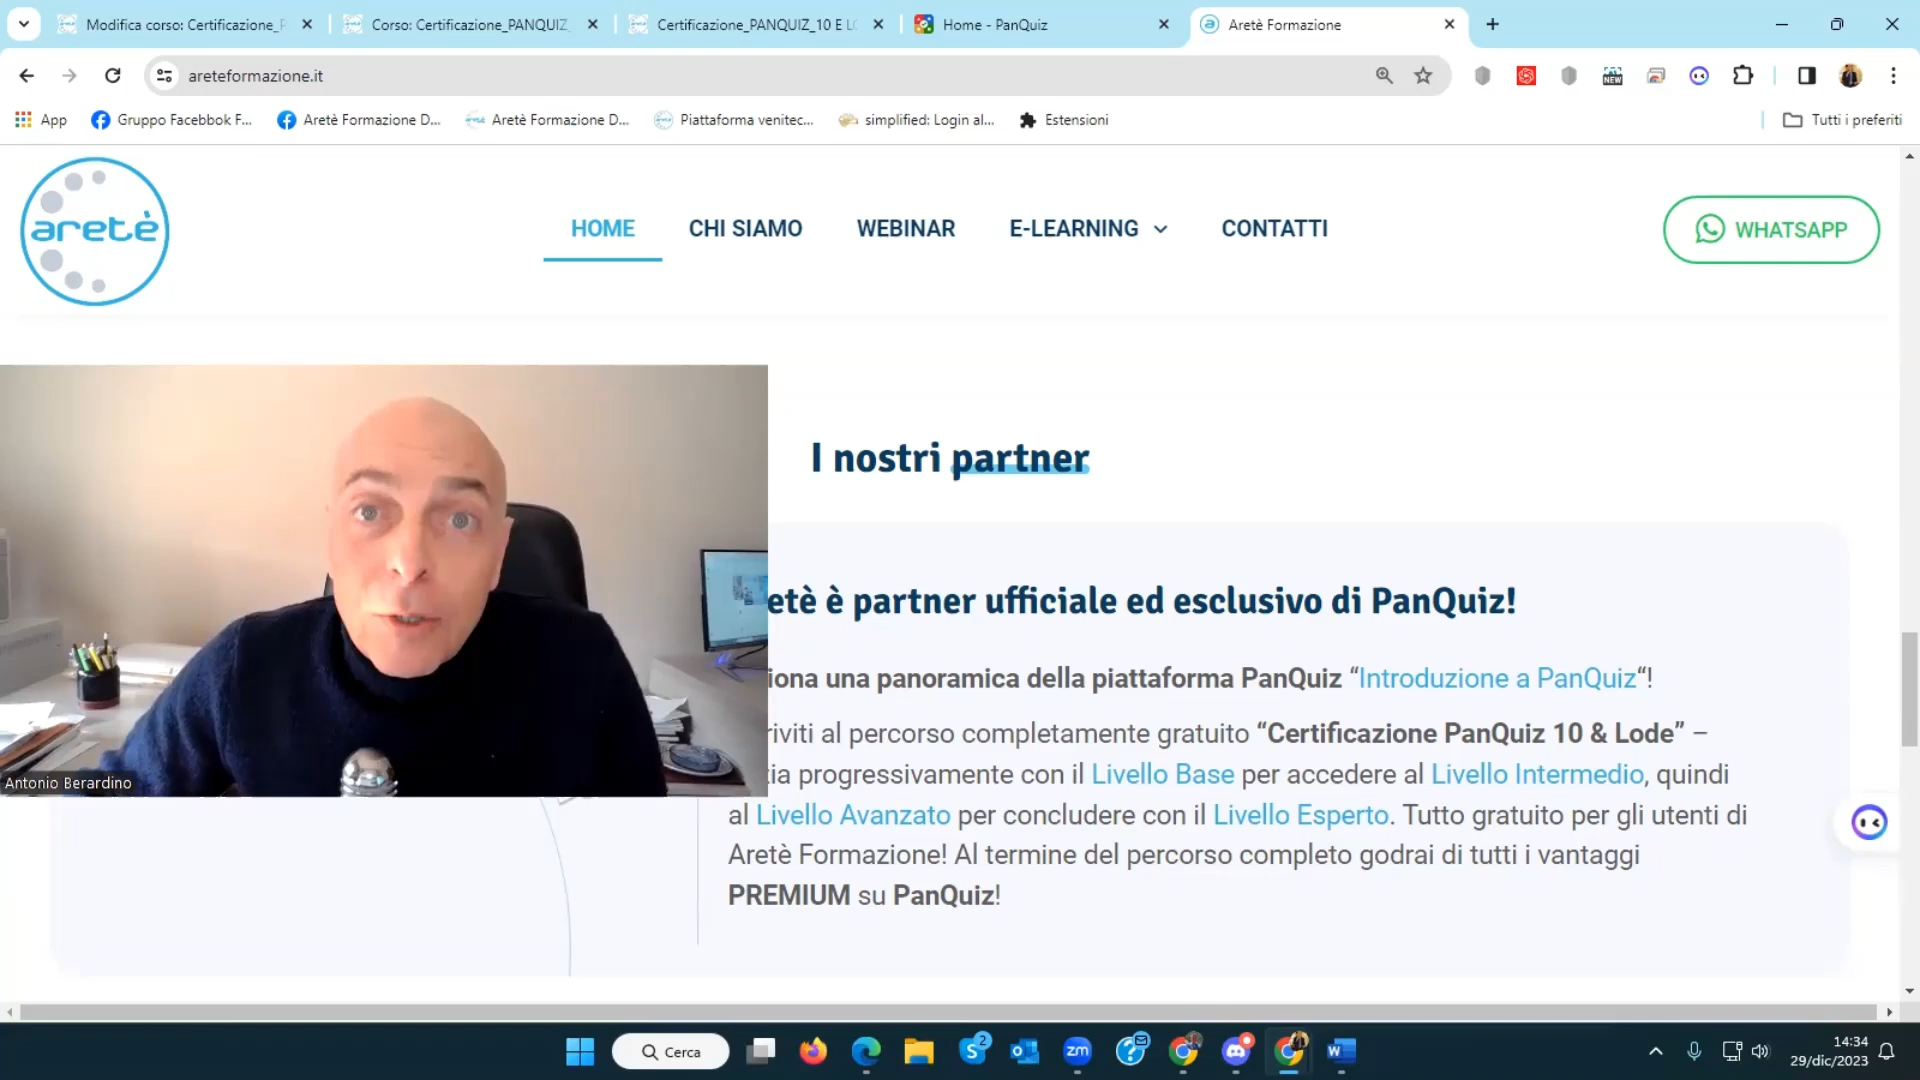 Modifica corso: Certificazione_P
Corso: Certificazione_PANQUIZ_
Certificazione_PANQUIZ_10 E LO
Home - PanQuiz
Aretè Formazione
areteformazione.it
App
Gruppo Facebbok F...
Aretè Formazione D...
Aretè Formazione D...
Piattaforma venitec...
simplified: Login al...
Estensioni
Tutti i preferiti
aretè
HOME
CHI SIAMO
WEBINAR
E-LEARNING
CONTATTI
WHATSAPP
I nostri partner
etè è partner ufficiale ed esclusivo di PanQuiz!
iona una panoramica della piattaforma PanQuiz “Introduzione a PanQuiz“!
riviti al percorso completamente gratuito “Certificazione PanQuiz 10 & Lode” –
ia progressivamente con il Livello Base per accedere al Livello Intermedio, quindi
al Livello Avanzato per concludere con il Livello Esperto. Tutto gratuito per gli utenti di
Aretè Formazione! Al termine del percorso completo godrai di tutti i vantaggi
PREMIUM su PanQuiz!
Antonio Berardino
Cerca
14:34
29/dic/2023